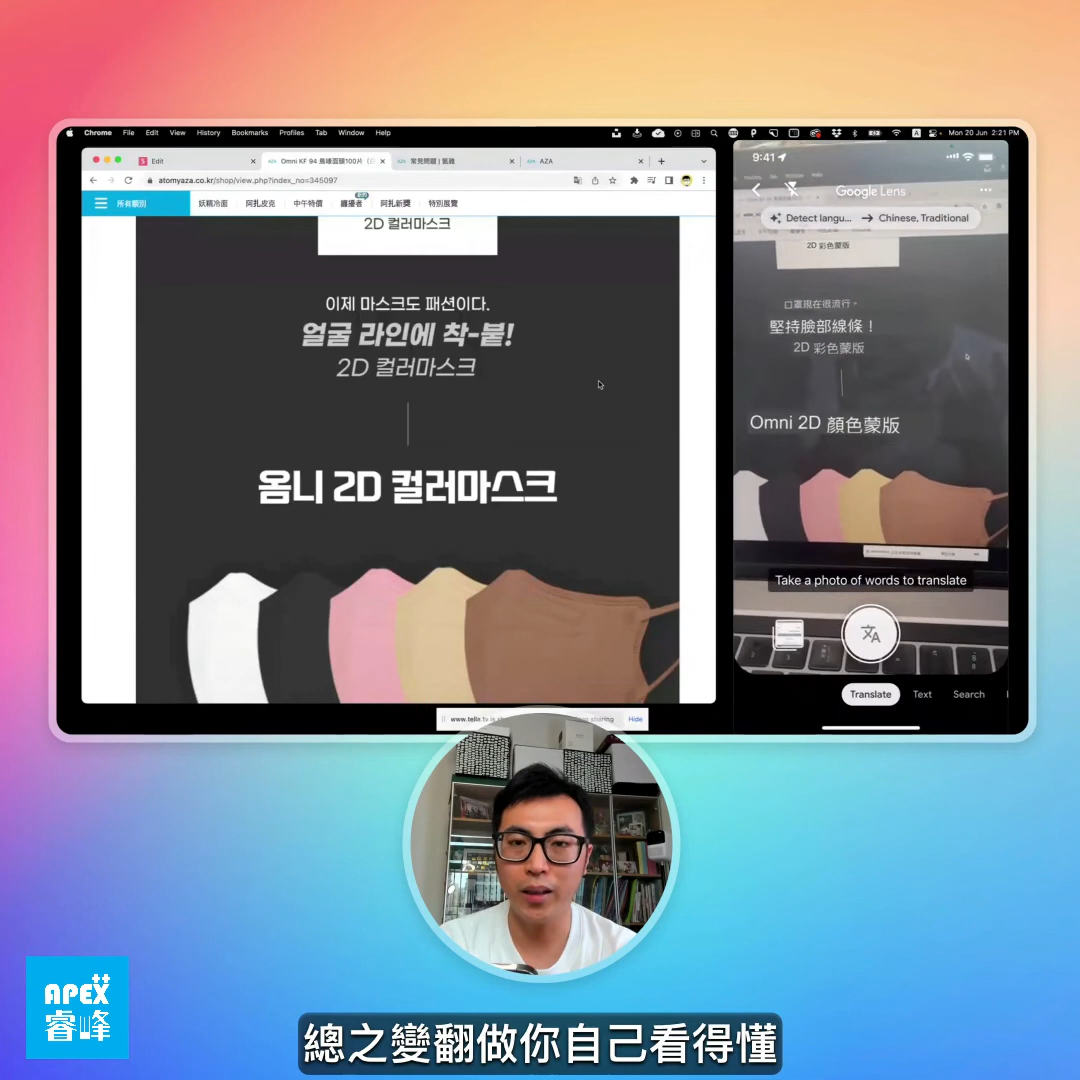 Chrome File Edit View History Bookmarks Profiles Tab Window Help
Mon 20 Jun 2:21 PM
Edit
Omni KF 94
AZA
atomyaza.co.kr/shop/view.php?index_no=345097
所有類別
妖精冷面 阿扎皮克 中午特價 阿扎新獎 特別展覽
2D 컬러마스크
이제 마스크도 패션이다.
얼굴 라인에 착-붙!
2D 컬러마스크
옴니 2D 컬러마스크
www.tella.tv is
sharing
Hide
9:41
Google Lens
Detect langu... → Chinese, Traditional
2D 彩色蒙版
口罩現在很流行。
堅持臉部線條！
2D 彩色蒙版
Omni 2D 顏色蒙版
Take a photo of words to translate
Translate Text Search
APEX
睿峰
總之變翻做你自己看得懂